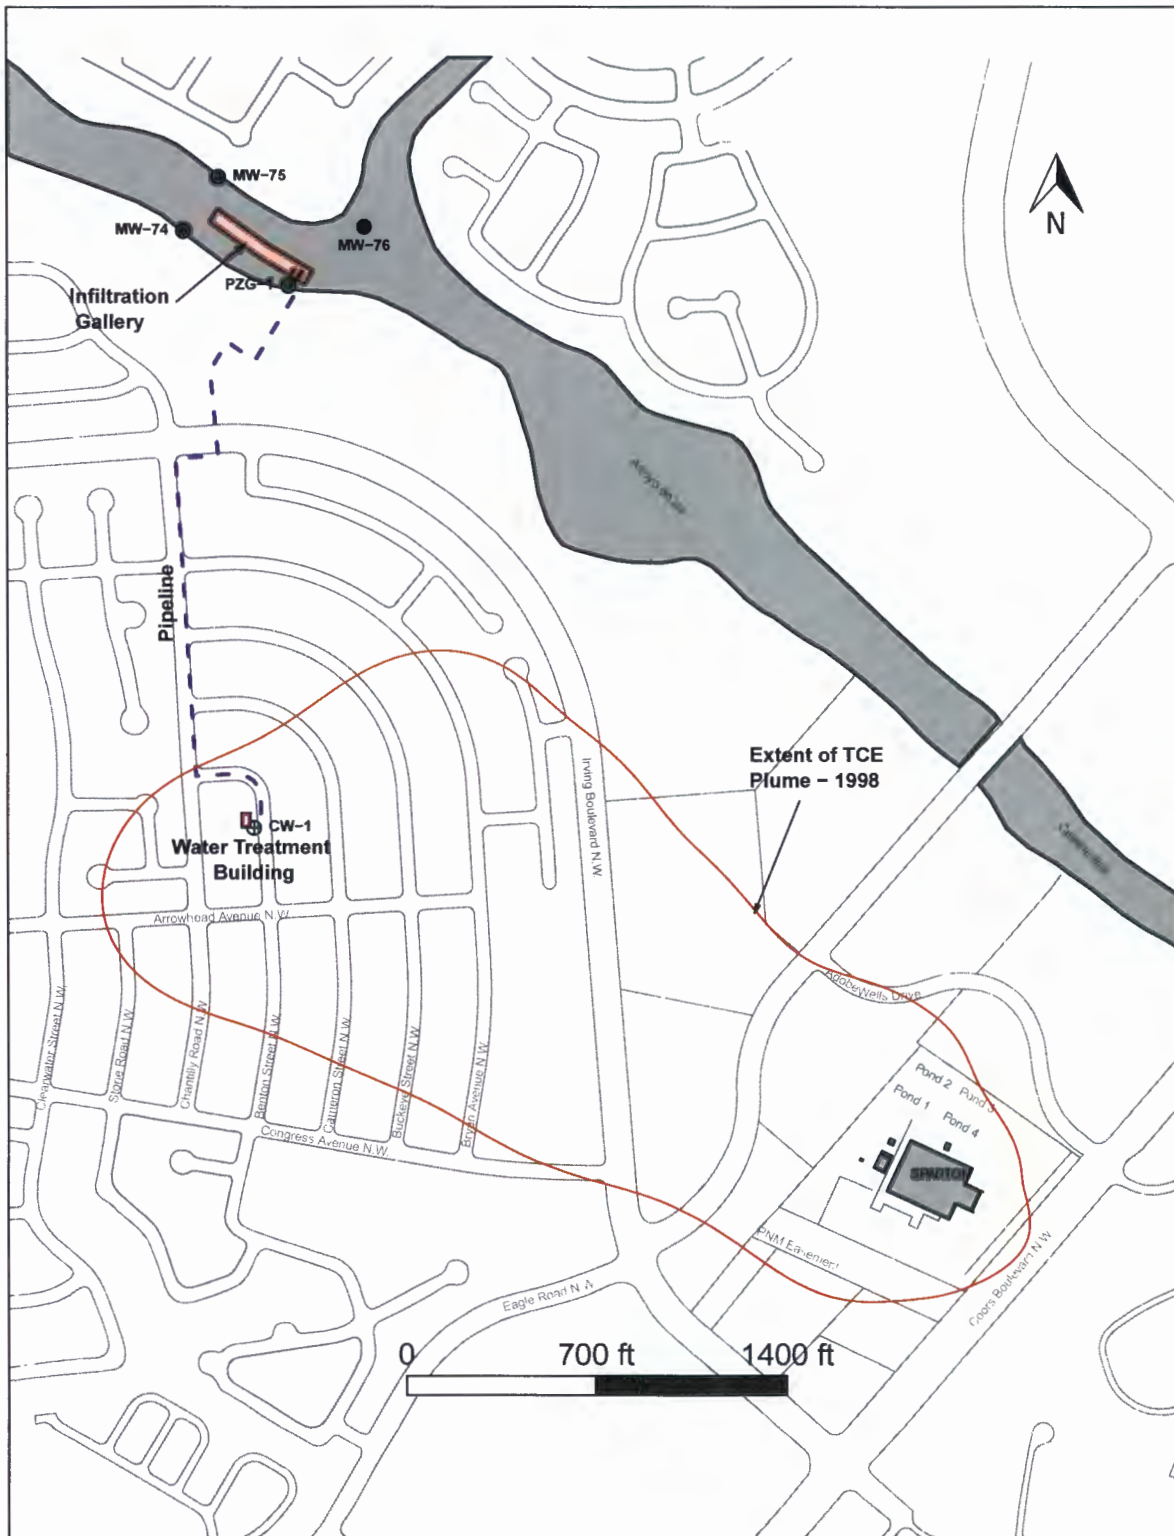 MW-75
N
MW-74
MW-76
PZG-1
Infiltration
Gallery
Pipeline
Extent of TCE
Plume - 1998
Irving Boulevard N.W.
CW-1
Water Treatment
Building
Arrowhead Avenue N.W.
Adobe Wells Drive
Clearwater Street N.W.
Stone Road N.W.
Chantilly Road N.W.
Benton Street N.W.
Cameron Street N.W.
Buckeye Street N.W.
Bryan Avenue N.W.
Pond 2
Pond 3
Pond 1
Pond 4
Congress Avenue N.W.
SPARTON
PNM Easement
Coors Boulevard N.W.
Eagle Road N.W.
0
700 ft
1400 ft